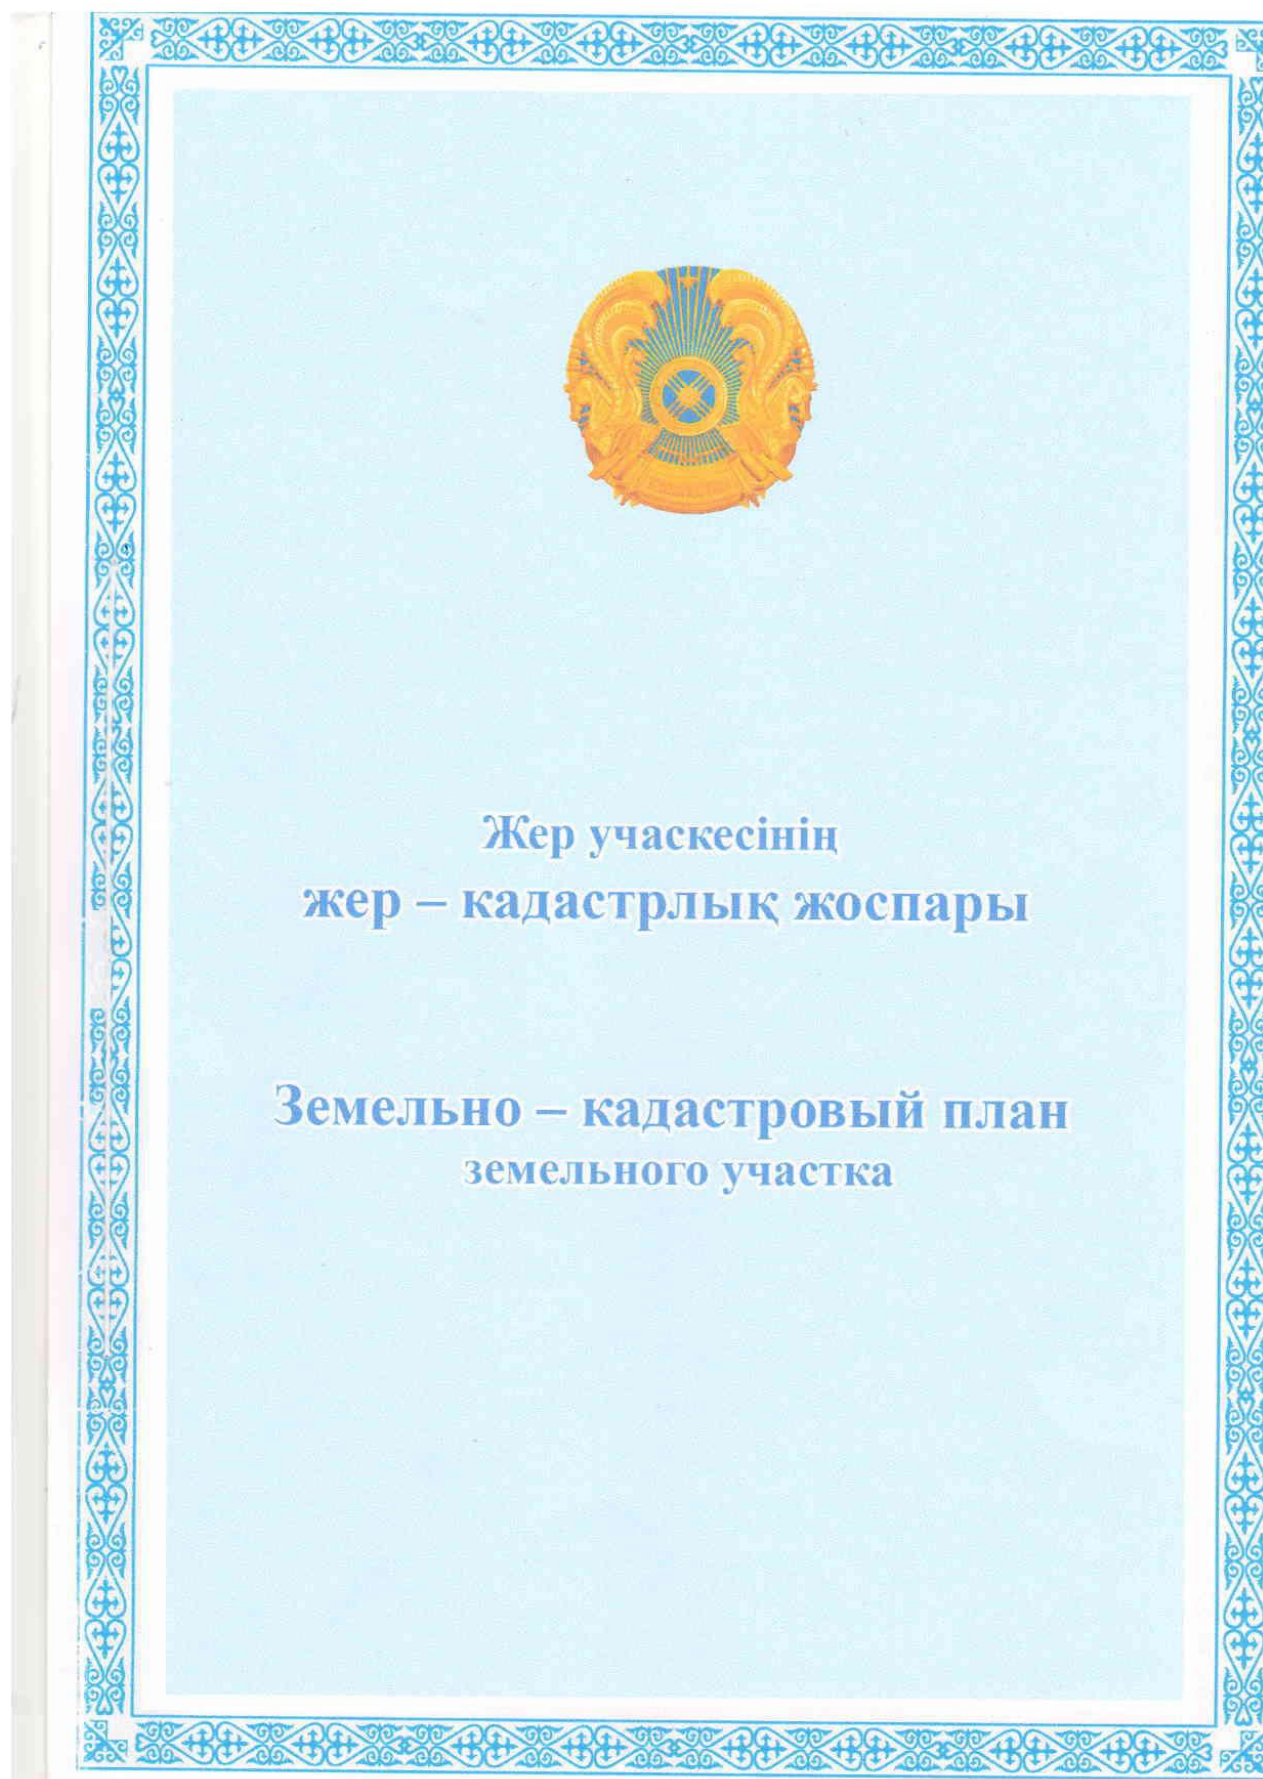 Жер учаскесінің
жер – кадастрлық жоспары
Земельно – кадастровый план
земельного участка